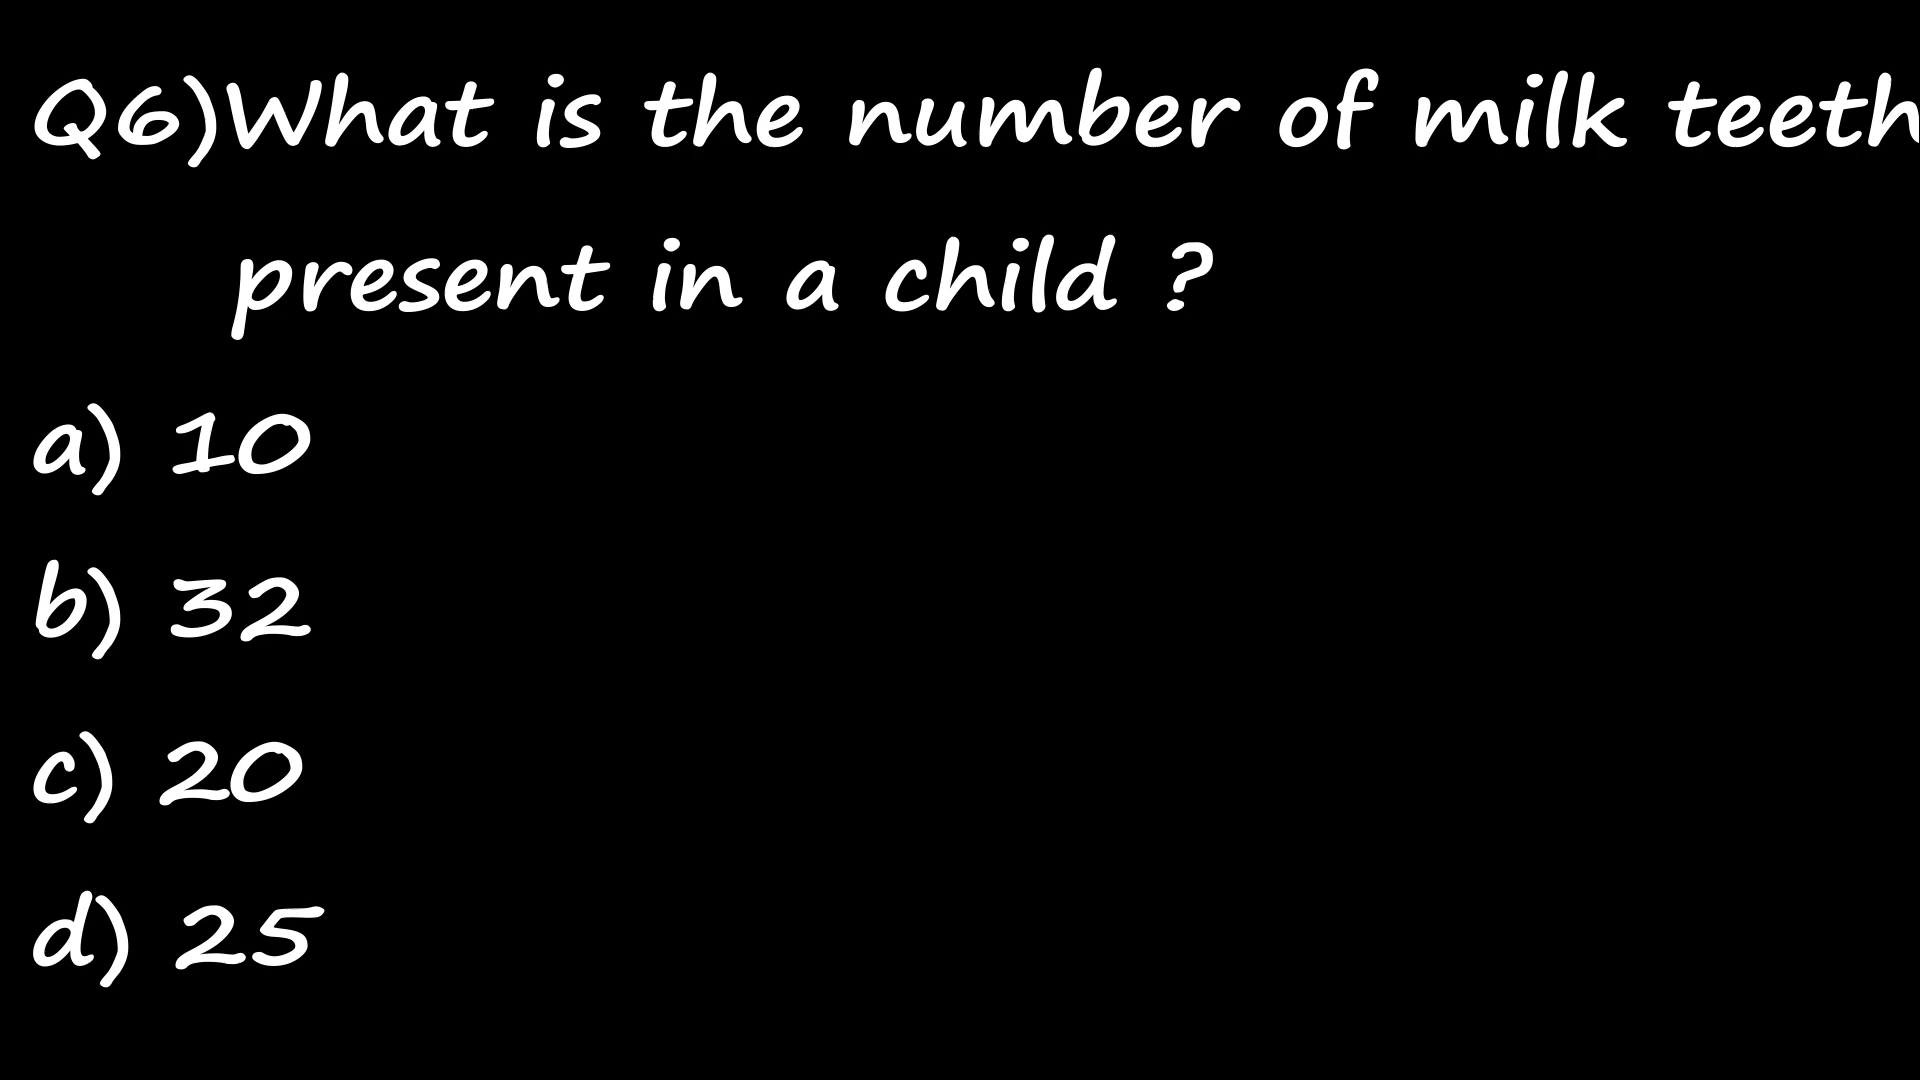 Q6)What is the number of milk teeth
present in a child ?
a) 10
b) 32
c) 20
d) 25